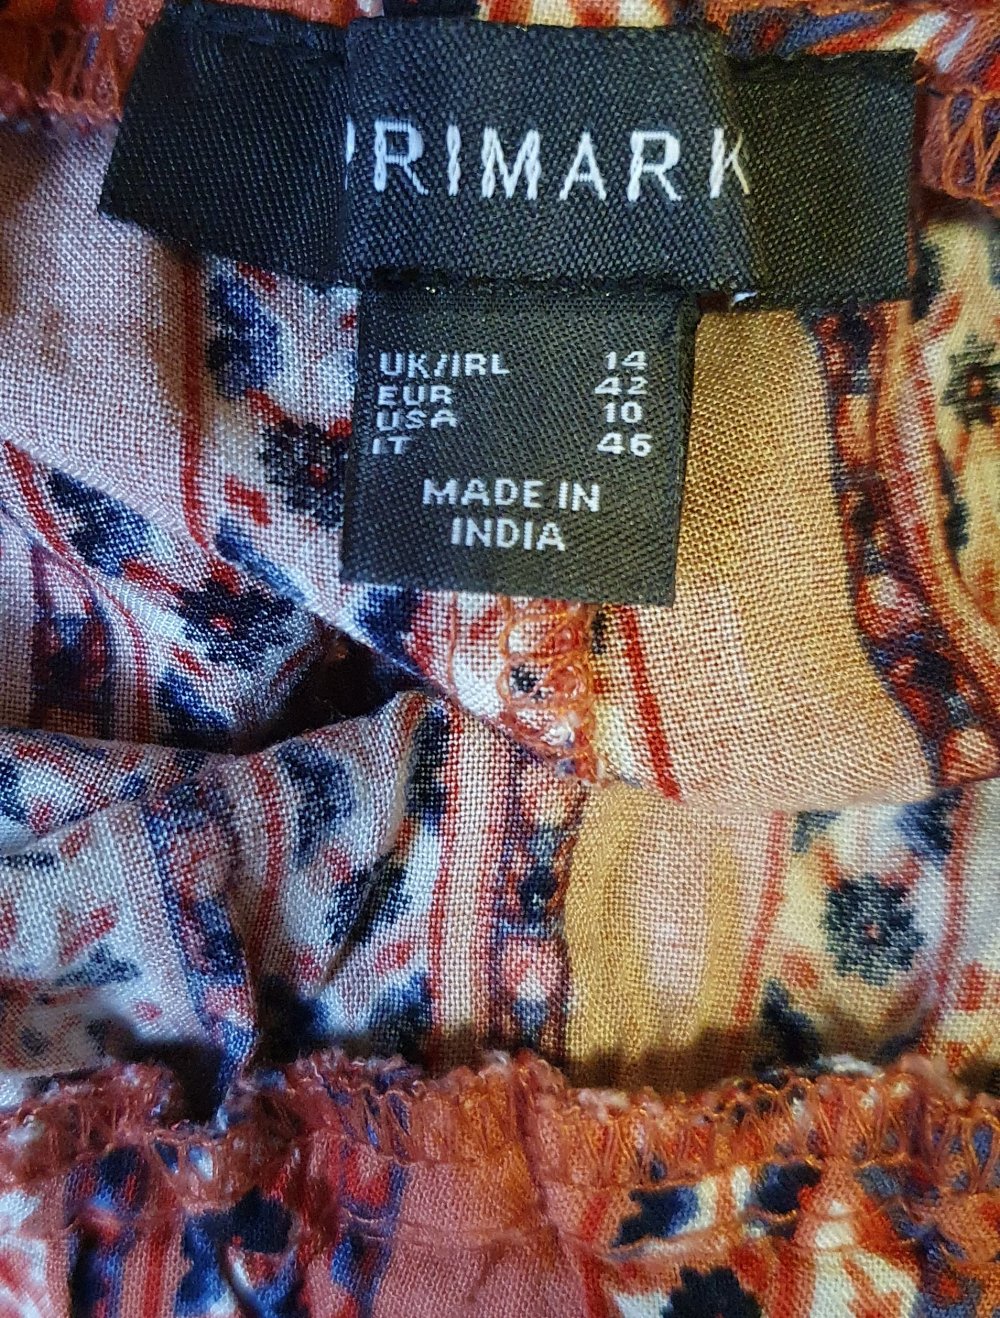 PRIMARK
UK/IRL 14
EUR 42
USA 10
IT 46
MADE IN
INDIA